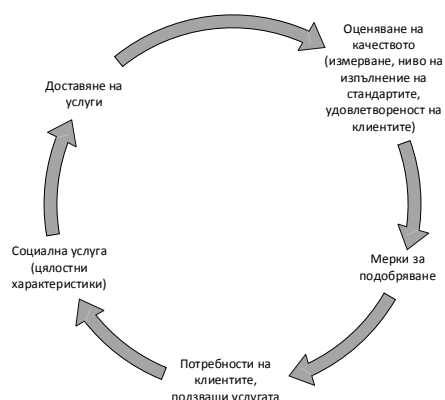 Оценяване на
качеството
(измерване, ниво на
изпълнение на
стандартите,
удовлетвореност на
клиентите)
Доставяне на
услуги
Социална услуга
(цялостни
характеристики)
Мерки за
подобряване
Потребности на
клиентите,
ползващи услугата